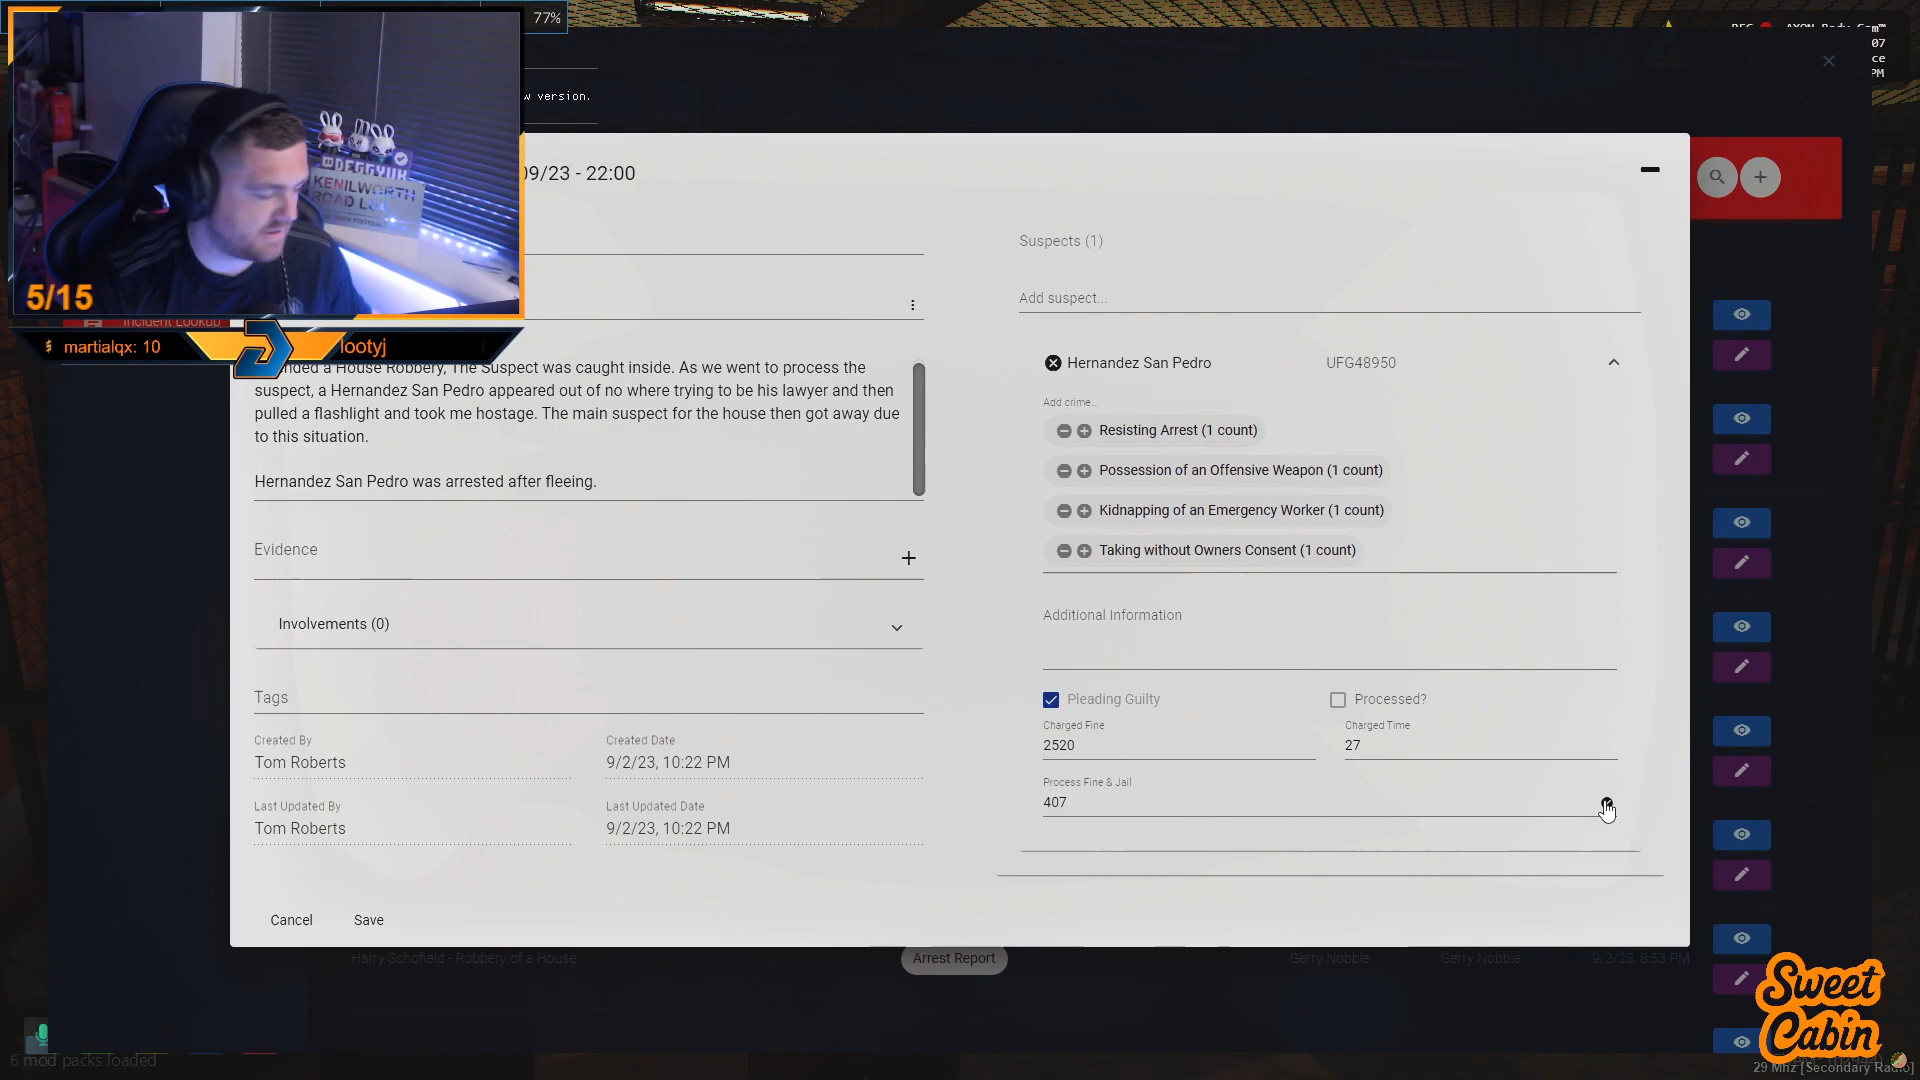 77%
w version.
09/23 - 22:00
KENILWORTH
ROAD
5/15
Incident Lookup
martialqx: 10
lootyj
a House Robbery, The Suspect was caught inside. As we went to process the
suspect, a Hernandez San Pedro appeared out of no where trying to be his lawyer and then
pulled a flashlight and took me hostage. The main suspect for the house then got away due
to this situation.
Hernandez San Pedro was arrested after fleeing.
Evidence
Involvements (0)
Tags
Created By
Created Date
Tom Roberts
9/2/23, 10:22 PM
Last Updated By
Last Updated Date
Tom Roberts
9/2/23, 10:22 PM
Cancel
Save
Suspects (1)
Add suspect...
Hernandez San Pedro
UFG48950
Add crime...
Resisting Arrest (1 count)
Possession of an Offensive Weapon (1 count)
Kidnapping of an Emergency Worker (1 count)
Taking without Owners Consent (1 count)
Additional Information
Pleading Guilty
Processed?
Charged Fine
Charged Time
2520
27
Process Fine & Jail
407
Harry Schofield - Robbery of a House
Arrest Report
Gerry Nobble
Gerry Nobble
9/2/23, 8:53 PM
07
ce
PM
Sweet
Cabin
6 mod packs loaded
29 Mhz [Secondary Radio]